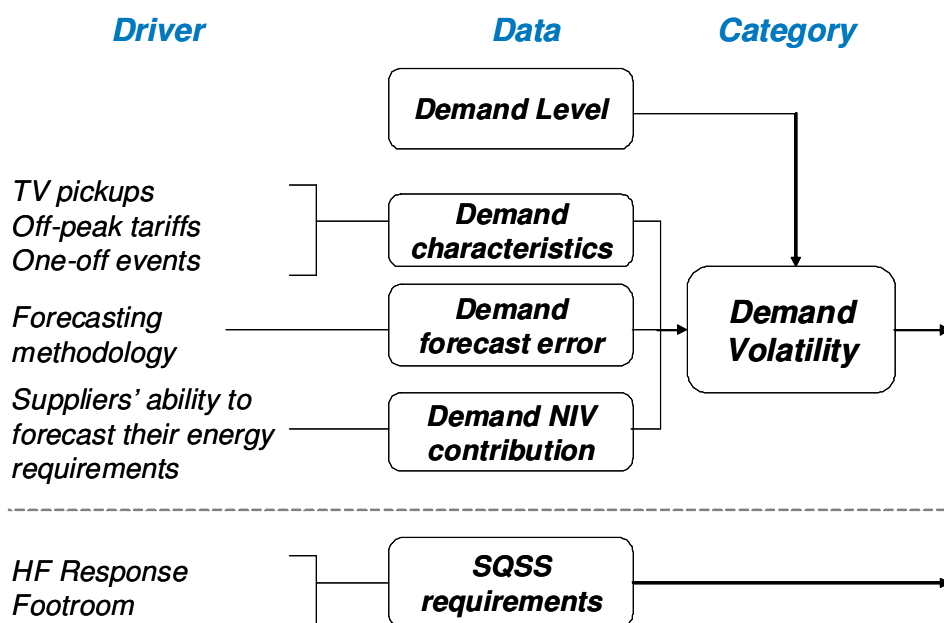 Driver
Data
Category
Demand Level
TV pickups
Off-peak tariffs
One-off events
Demand
characteristics
Forecasting
methodology
Demand
forecast error
Demand
Volatility
Suppliers’ ability to
forecast their energy
requirements
Demand NIV
contribution
HF Response
Footroom
SQSS
requirements